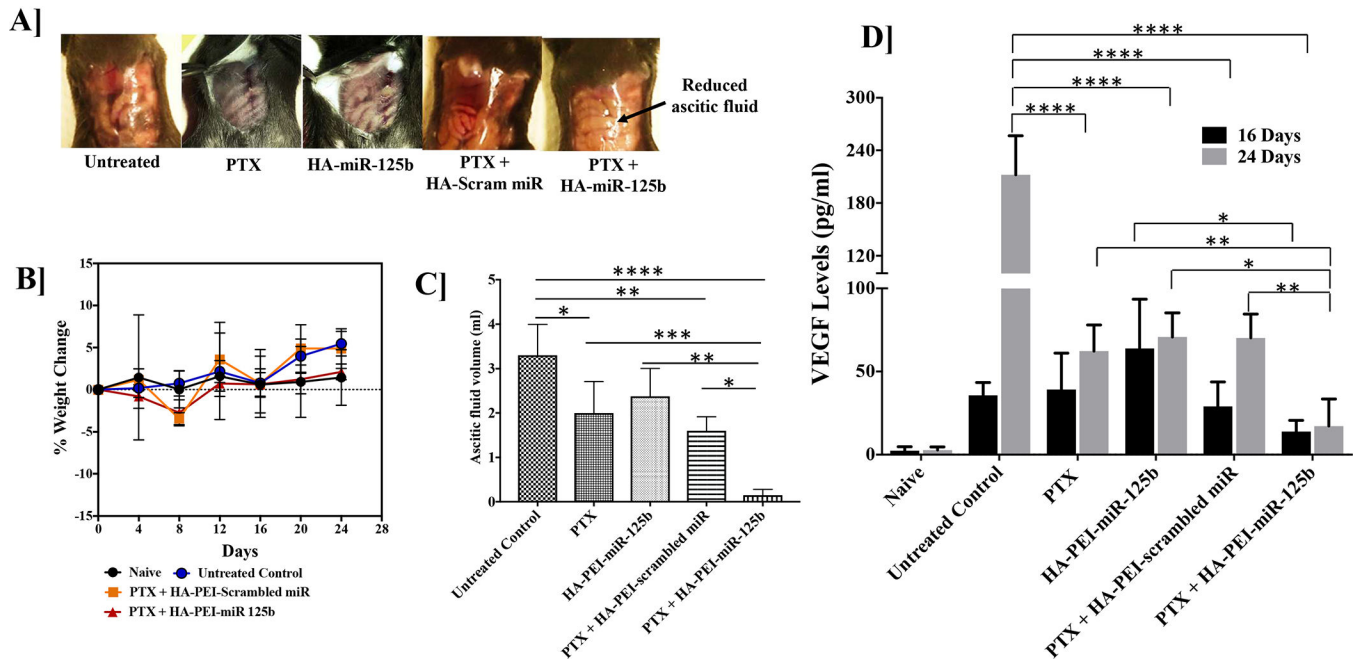 A]
Untreated
PTX
HA-miR-125b
PTX +
HA-Scram miR
PTX +
HA-miR-125b
Reduced
ascitic fluid
B]
% Weight Change
15
10
5
0
-5
-10
-15
0 4 8 12 16 20 24 28
Days
Naive
Untreated Control
PTX + HA-PEI-Scrambled miR
PTX + HA-PEI-miR 125b
C]
Ascitic fluid volume (ml)
5
4
3
2
1
0
****
**
*
***
**
*
Untreated Control
PTX
HA-PEI-miR-125b
PTX + HA-PEI-scrambled miR
PTX + HA-PEI-miR-125b
D]
VEGF Levels (pg/ml)
300
240
180
120
100
50
0
16 Days
24 Days
****
****
****
****
*
**
*
**
Naive
Untreated Control
PTX
HA-PEI-miR-125b
PTX + HA-PEI-scrambled miR
PTX + HA-PEI-miR-125b